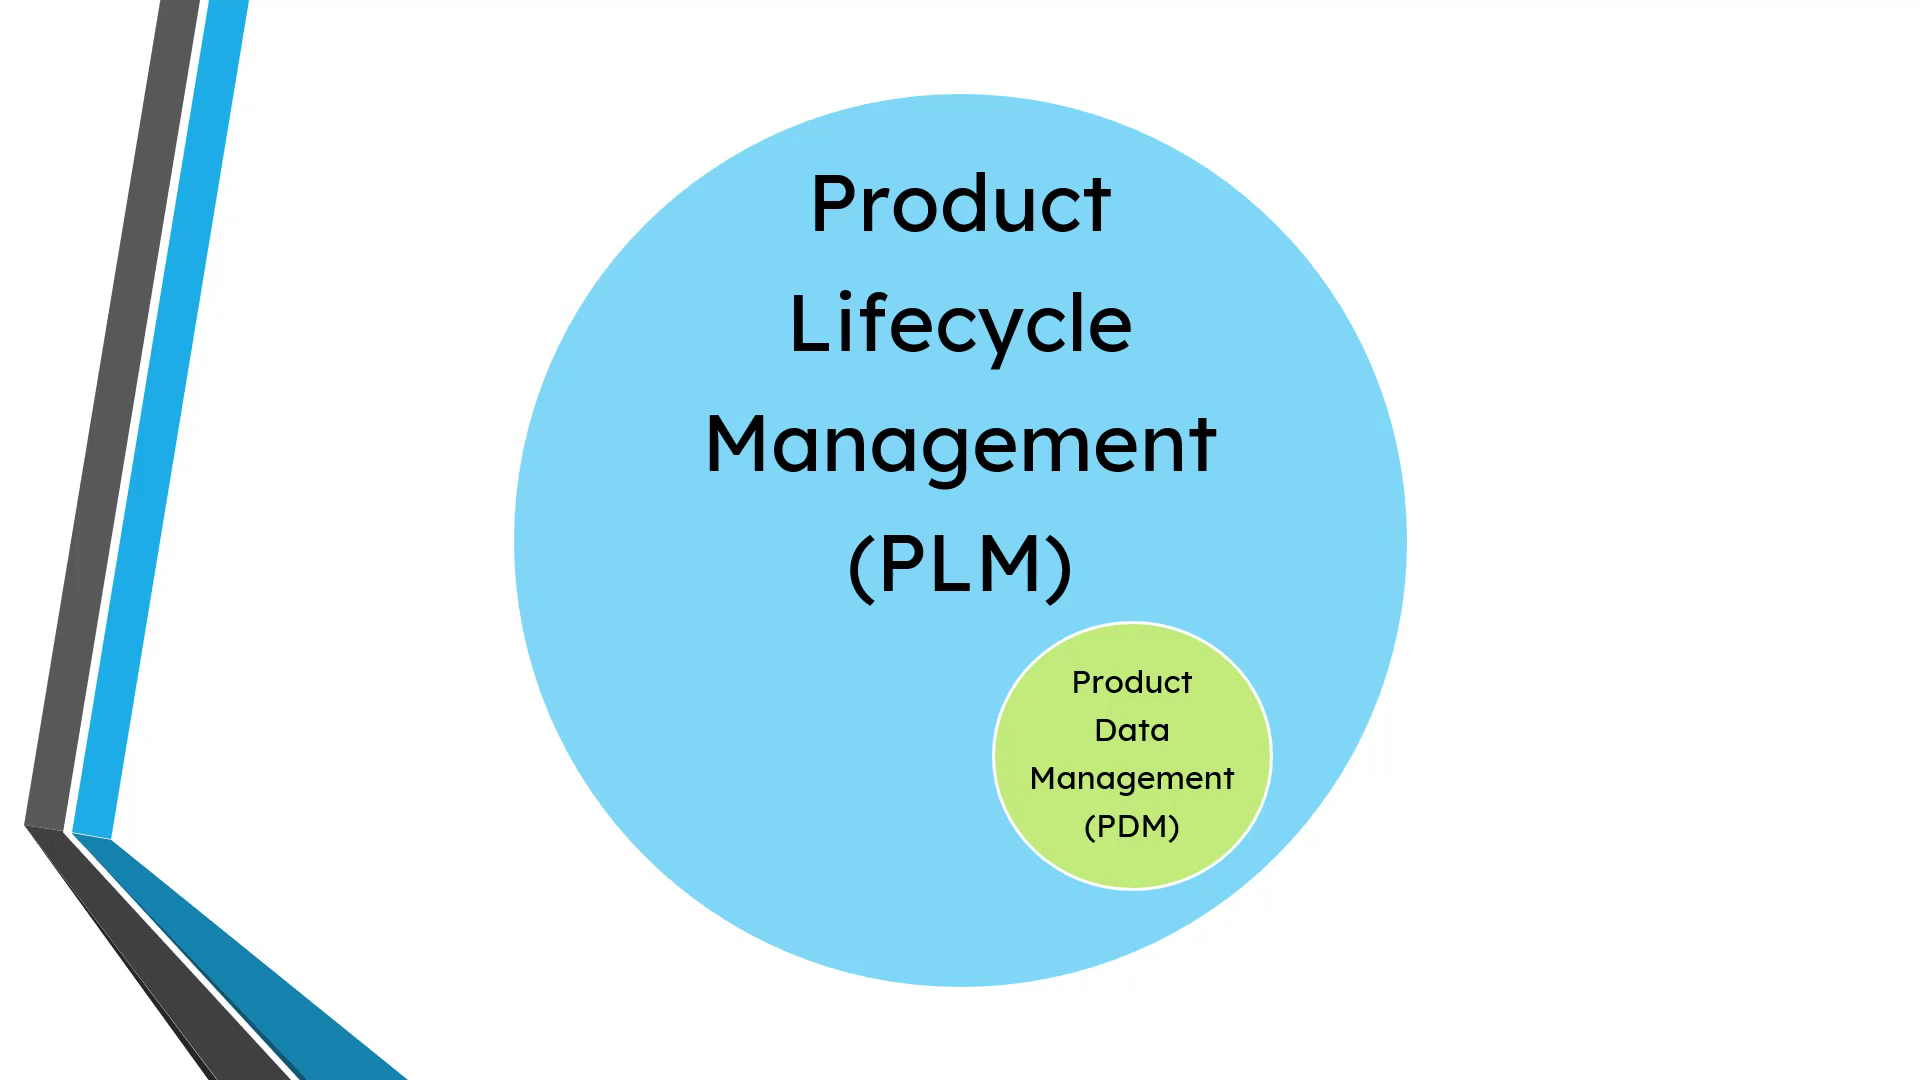 Product
Lifecycle
Management
(PLM)
Product
Data
Management
(PDM)